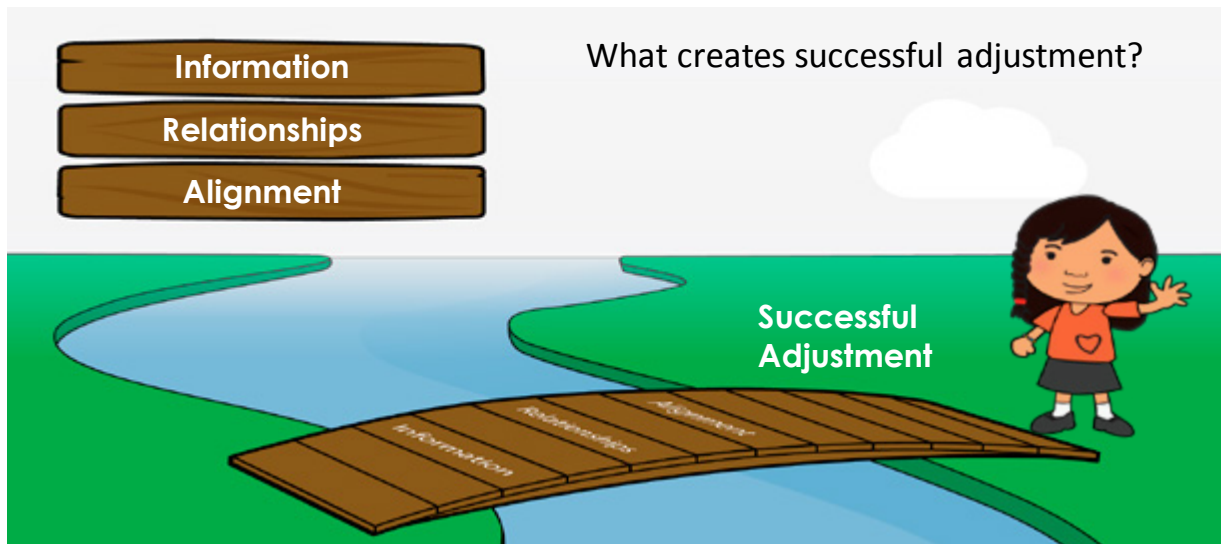 What creates successful adjustment?
Information
Relationships
Alignment
Successful
Adjustment
Information
Relationships
Alignment